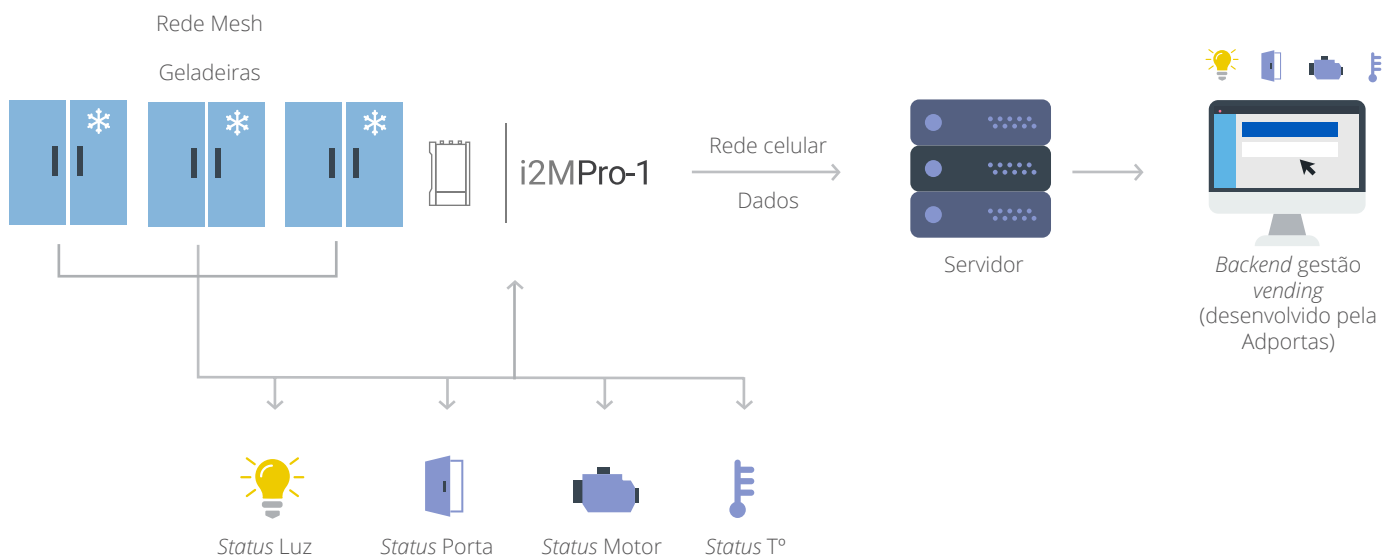 Rede Mesh
Geladeiras
i2MPro-1
Rede celular
Dados
Servidor
Backend gestão
vending
(desenvolvido pela
Adportas)
Status Luz
Status Porta
Status Motor
Status Tº